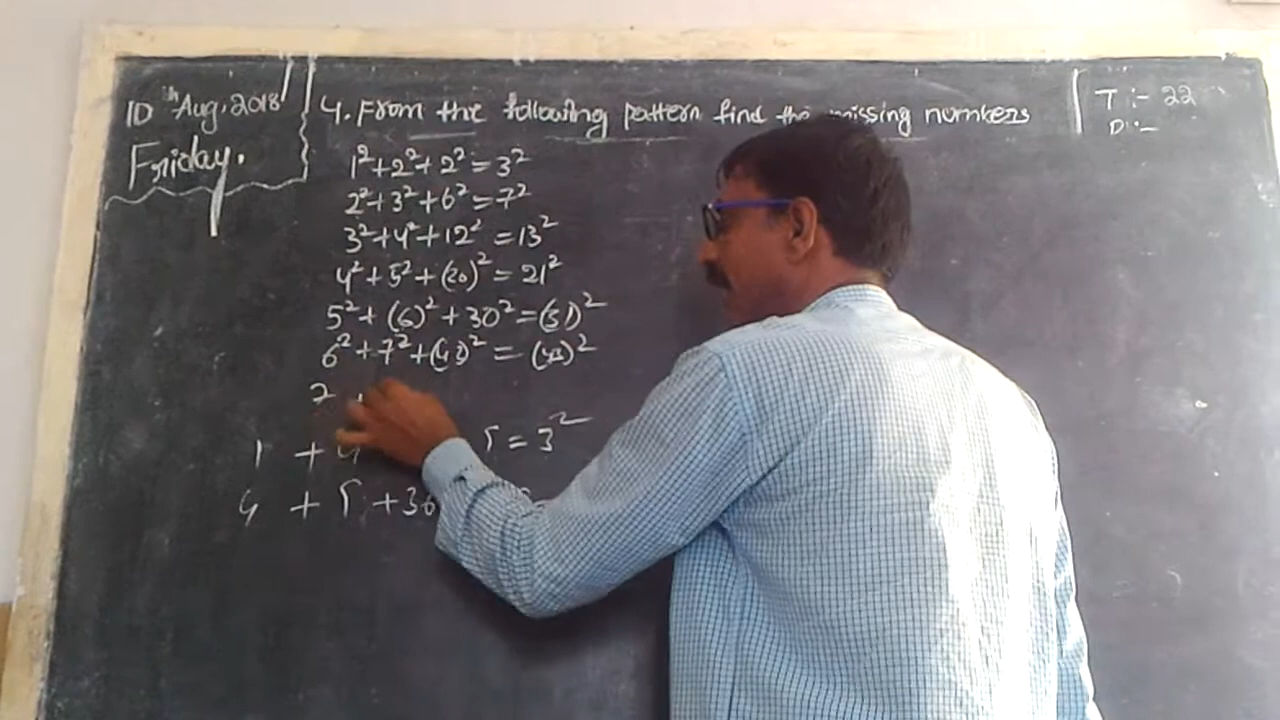 10th Aug, 2018
Friday.
4. From the following pattern find the missing numbers
1² + 2² + 2² = 3²
2² + 3² + 6² = 7²
3² + 4² + 12² = 13²
4² + 5² + (20)² = 21²
5² + (6)² + 30² = (31)²
6² + 7² + (42)² = (43)²
7
1 + 4 = 3²
4 + + 36
T :- 22
D :-